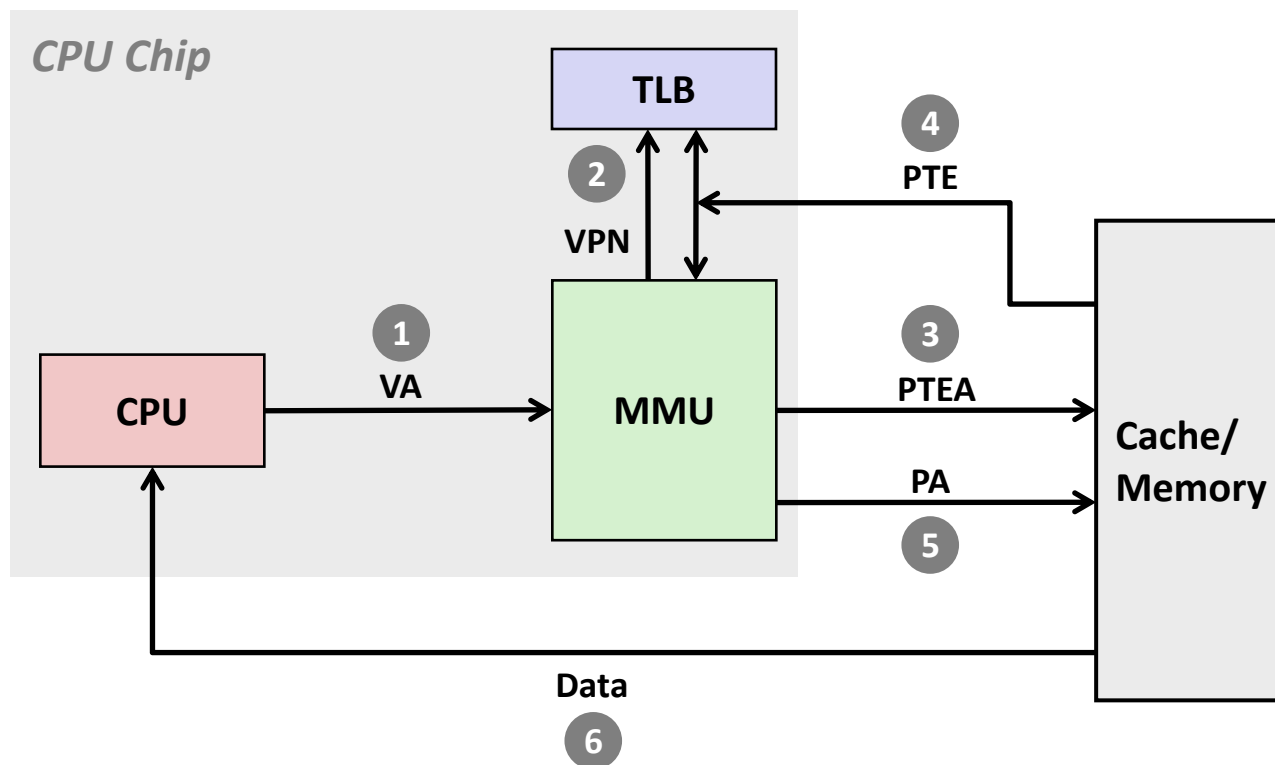 CPU Chip
TLB
4
PTE
2
VPN
1
VA
3
PTEA
CPU
MMU
Cache/
Memory
PA
5
Data
6